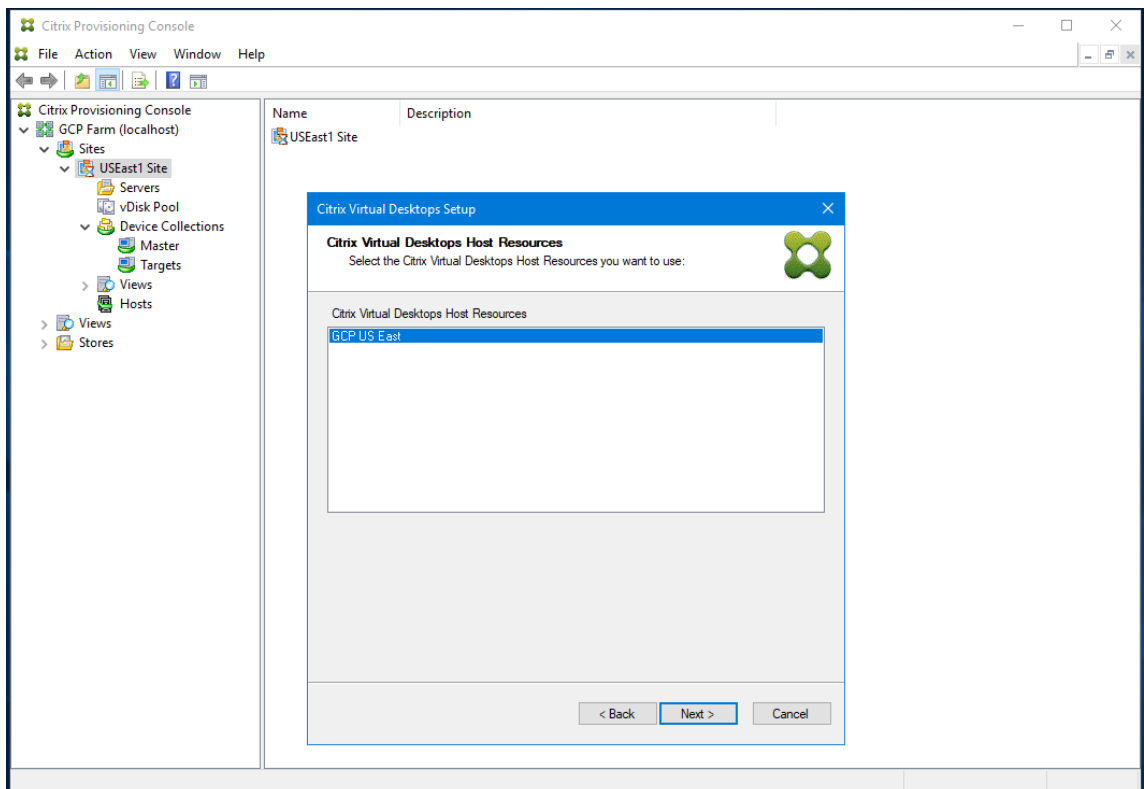 Citrix Provisioning Console
File Action View Window Help
Citrix Provisioning Console
GCP Farm (localhost)
Sites
USEast1 Site
Servers
vDisk Pool
Device Collections
Master
Targets
Views
Hosts
Views
Stores
Name Description
USEast1 Site
Citrix Virtual Desktops Setup
Citrix Virtual Desktops Host Resources
Select the Citrix Virtual Desktops Host Resources you want to use:
Citrix Virtual Desktops Host Resources
GCP US East
< Back Next > Cancel